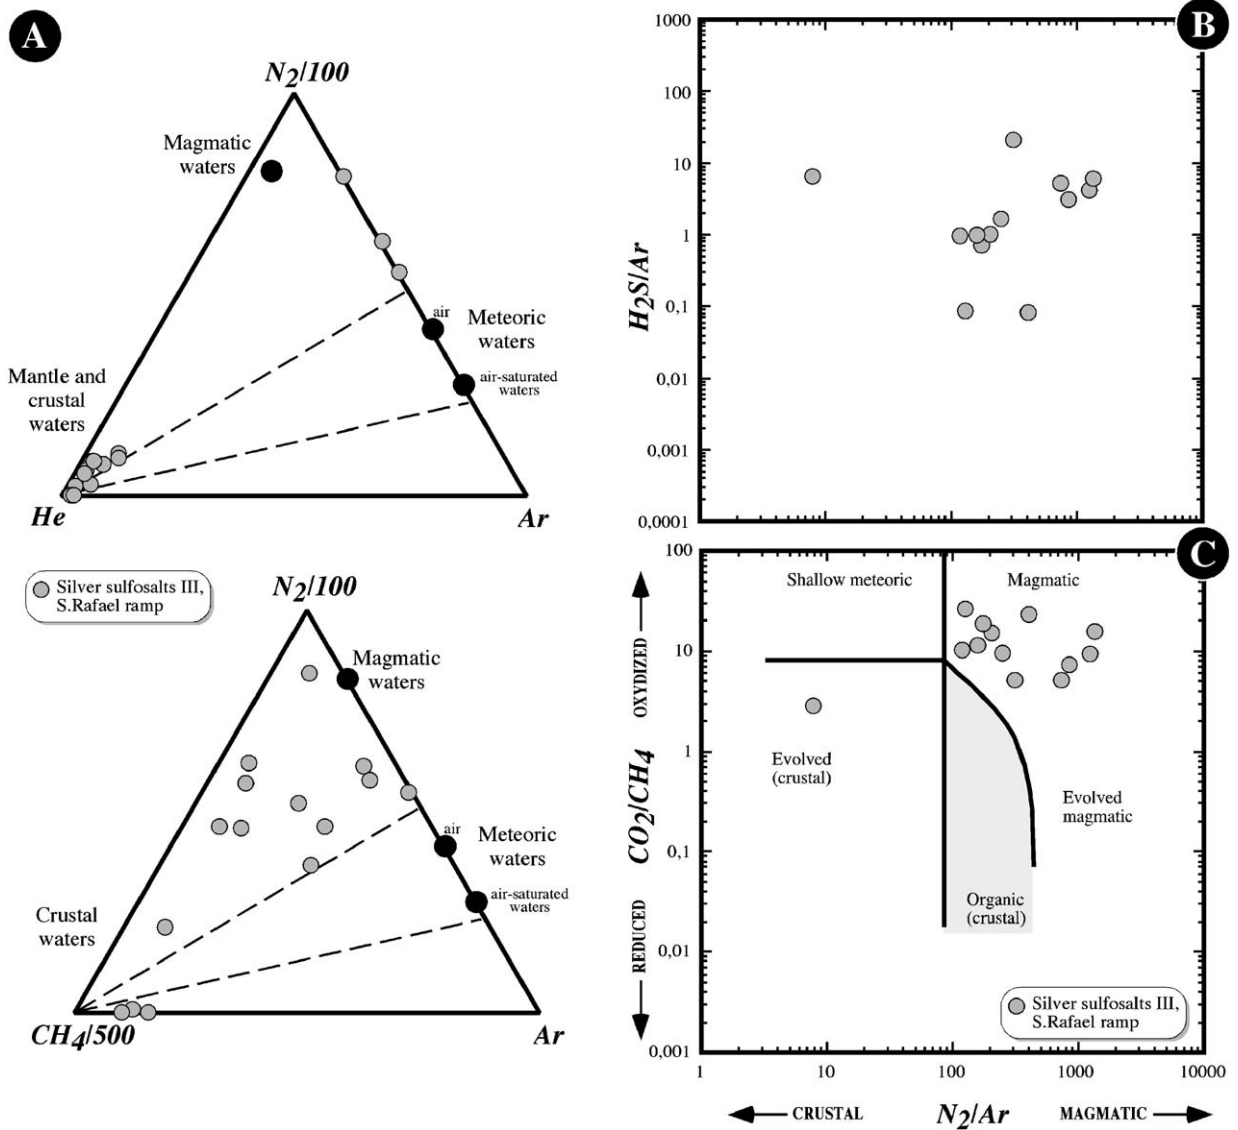 A
N2/100
Magmatic
waters
air
Meteoric
waters
air-saturated
waters
Mantle and
crustal
waters
He
Ar
Silver sulfosalts III,
S.Rafael ramp
N2/100
Magmatic
waters
air
Meteoric
waters
air-saturated
waters
Crustal
waters
CH4/500
Ar
B
1000
100
10
1
0,1
0,01
0,001
0,0001
H2S/Ar
C
100
10
1
0,1
0,01
0,001
OXYDIZED
CO2/CH4
REDUCED
Shallow meteoric
Magmatic
Evolved
(crustal)
Evolved
magmatic
Organic
(crustal)
Silver sulfosalts III,
S.Rafael ramp
1
10
100
1000
10000
CRUSTAL
N2/Ar
MAGMATIC